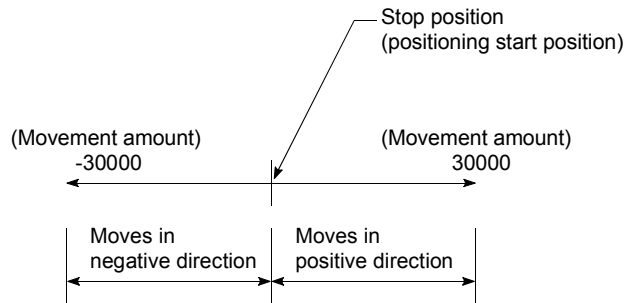 Stop position
(positioning start position)
(Movement amount)
-30000
(Movement amount)
30000
Moves in
negative direction
Moves in
positive direction